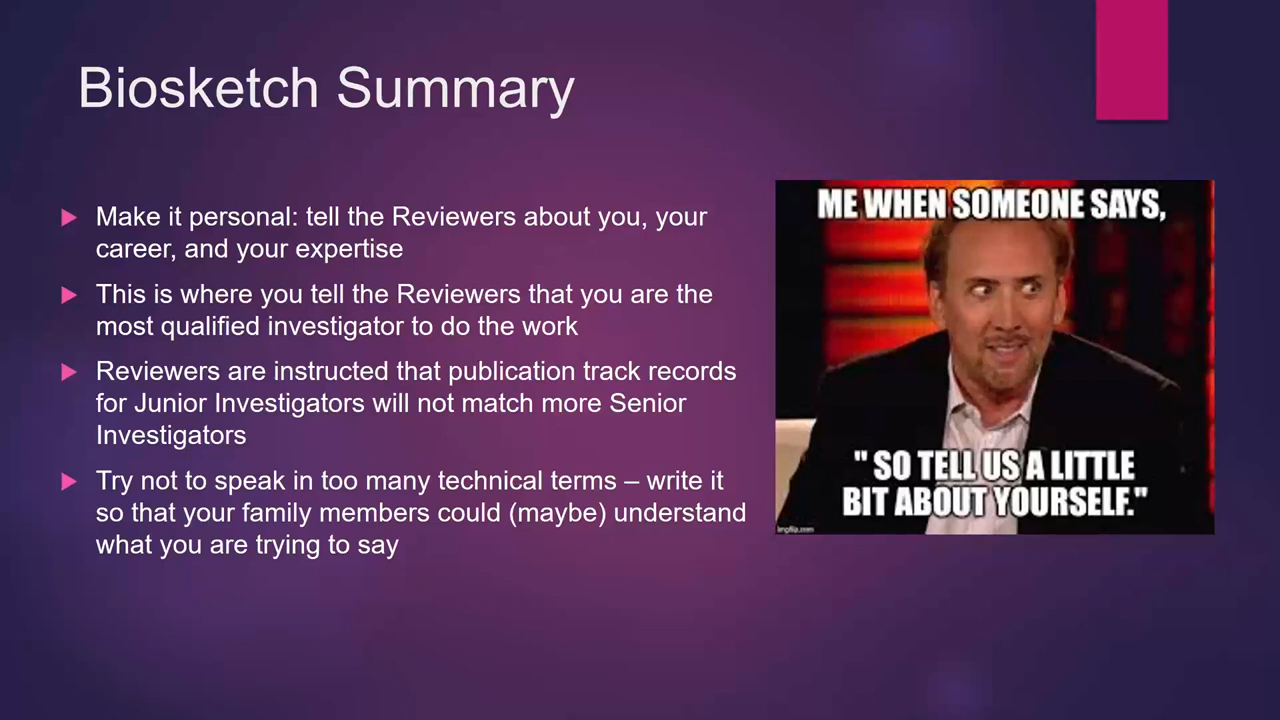 Biosketch Summary
Make it personal: tell the Reviewers about you, your
career, and your expertise
This is where you tell the Reviewers that you are the
most qualified investigator to do the work
Reviewers are instructed that publication track records
for Junior Investigators will not match more Senior
Investigators
Try not to speak in too many technical terms – write it
so that your family members could (maybe) understand
what you are trying to say
ME WHEN SOMEONE SAYS,
" SO TELL US A LITTLE
BIT ABOUT YOURSELF."
imgflip.com